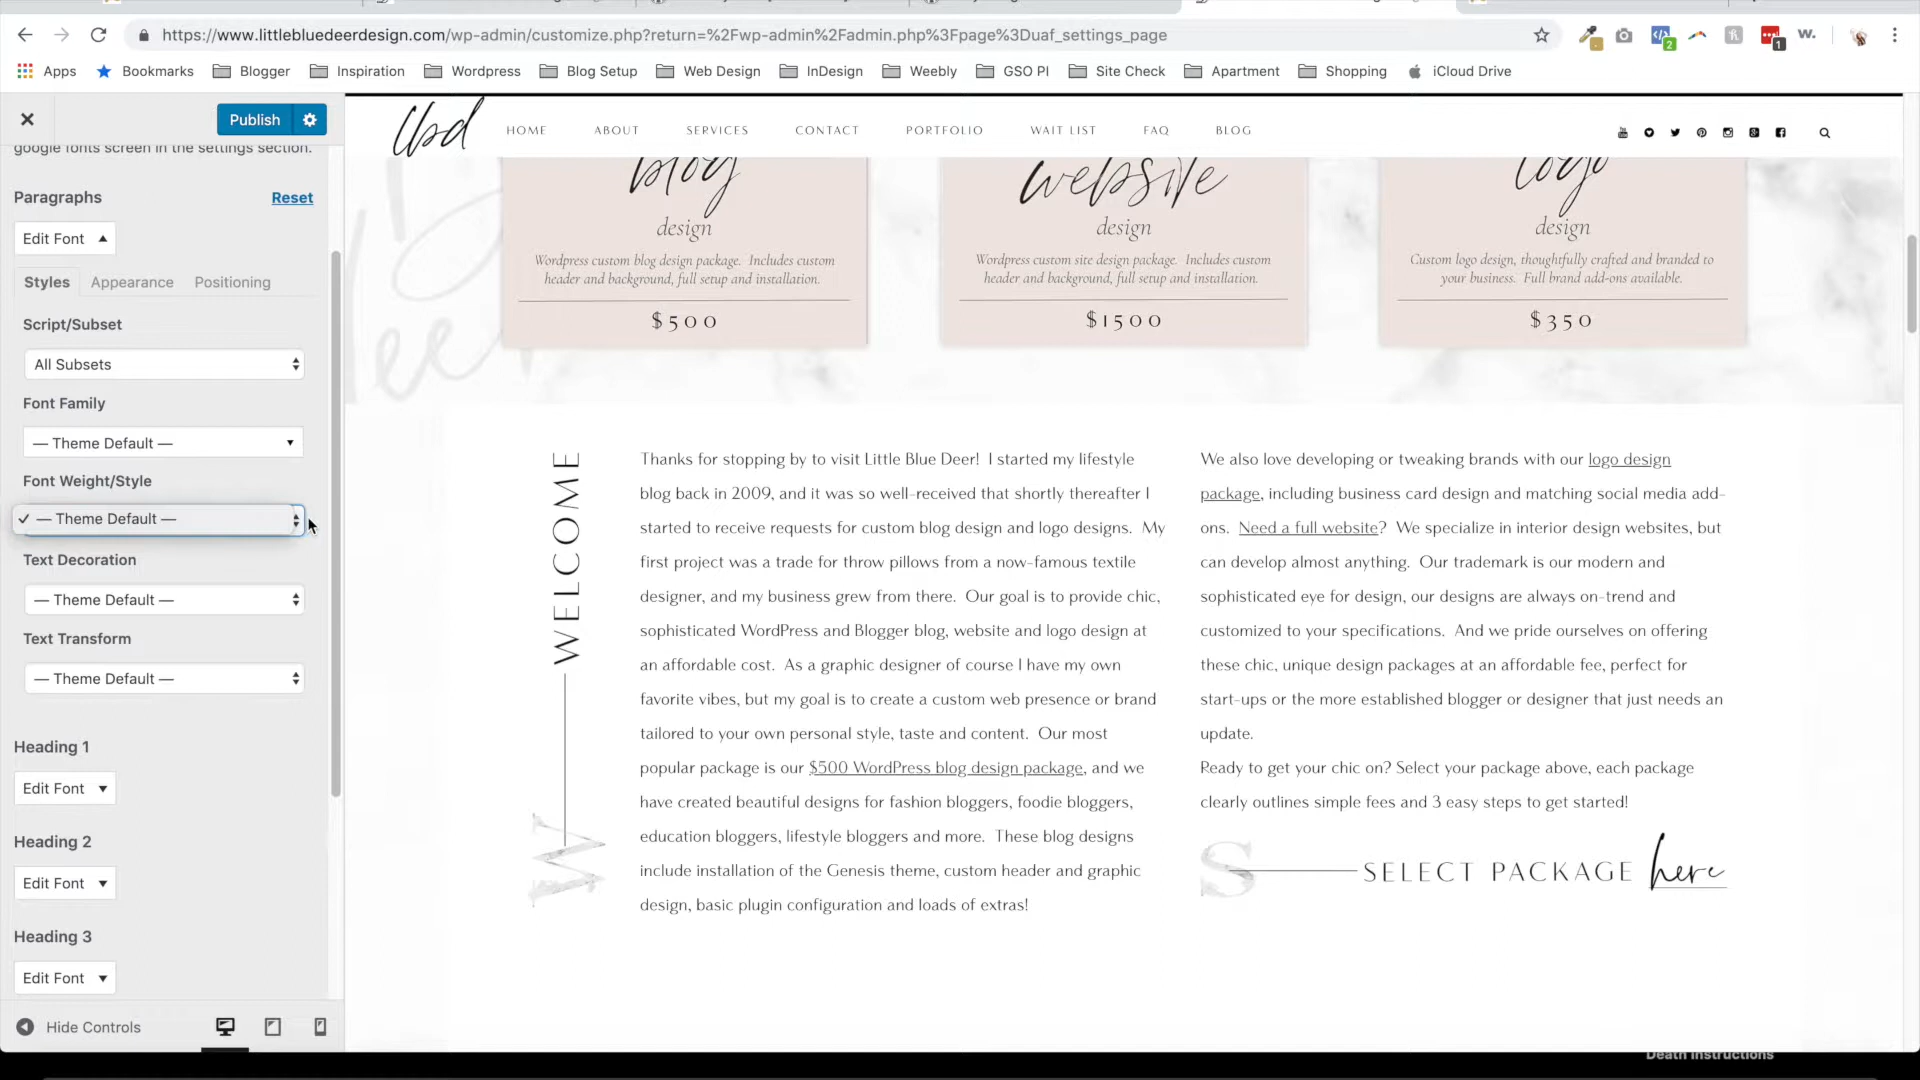 https://www.littlebluedeerdesign.com/wp-admin/customize.php?return=%2Fwp-admin%2Fadmin.php%3Fpage%3Duaf_settings_page
2
1
W.
Apps
Bookmarks
Blogger
Inspiration
Wordpress
Blog Setup
Web Design
InDesign
Weebly
GSO PI
Site Check
Apartment
Shopping
iCloud Drive
Publish
google fonts screen in the settings section.
Paragraphs
Reset
Edit Font
Styles
Appearance
Positioning
Script/Subset
All Subsets
Font Family
— Theme Default —
Font Weight/Style
✓ — Theme Default —
Text Decoration
— Theme Default —
Text Transform
— Theme Default —
Heading 1
Edit Font
Heading 2
Edit Font
Heading 3
Edit Font
Hide Controls
lbd
HOME
ABOUT
SERVICES
CONTACT
PORTFOLIO
WAIT LIST
FAQ
BLOG
blog
design
Wordpress custom blog design package.  Includes custom
header and background, full setup and installation.
$500
website
design
Wordpress custom site design package.  Includes custom
header and background, full setup and installation.
$1500
logo
design
Custom logo design, thoughtfully crafted and branded to
your business.  Full brand add-ons available.
$350
WELCOME
W
Thanks for stopping by to visit Little Blue Deer!  I started my lifestyle
blog back in 2009, and it was so well-received that shortly thereafter I
started to receive requests for custom blog design and logo designs.  My
first project was a trade for throw pillows from a now-famous textile
designer, and my business grew from there.  Our goal is to provide chic,
sophisticated WordPress and Blogger blog, website and logo design at
an affordable cost.  As a graphic designer of course I have my own
favorite vibes, but my goal is to create a custom web presence or brand
tailored to your own personal style, taste and content.  Our most
popular package is our $500 WordPress blog design package, and we
have created beautiful designs for fashion bloggers, foodie bloggers,
education bloggers, lifestyle bloggers and more.  These blog designs
include installation of the Genesis theme, custom header and graphic
design, basic plugin configuration and loads of extras!
We also love developing or tweaking brands with our logo design
package, including business card design and matching social media add-
ons.  Need a full website?  We specialize in interior design websites, but
can develop almost anything.  Our trademark is our modern and
sophisticated eye for design, our designs are always on-trend and
customized to your specifications.  And we pride ourselves on offering
these chic, unique design packages at an affordable fee, perfect for
start-ups or the more established blogger or designer that just needs an
update.
Ready to get your chic on? Select your package above, each package
clearly outlines simple fees and 3 easy steps to get started!
S
SELECT PACKAGE here
Death Instructions